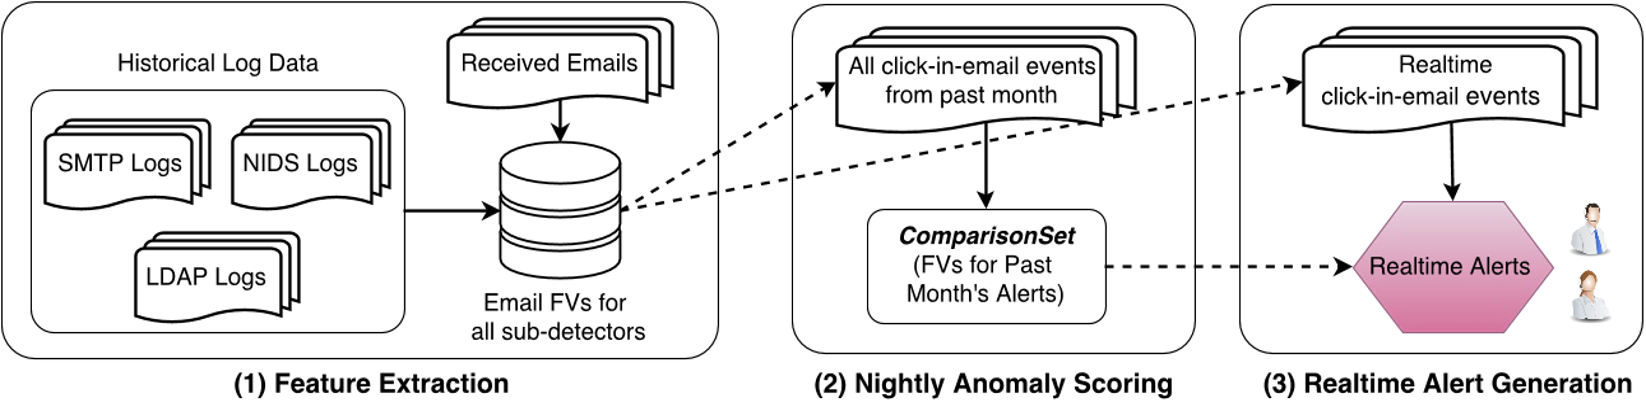 Historical Log Data
SMTP Logs
NIDS Logs
LDAP Logs
Received Emails
Email FVs for
all sub-detectors
(1) Feature Extraction
All click-in-email events
from past month
ComparisonSet
(FVs for Past
Month's Alerts)
(2) Nightly Anomaly Scoring
Realtime
click-in-email events
Realtime Alerts
(3) Realtime Alert Generation